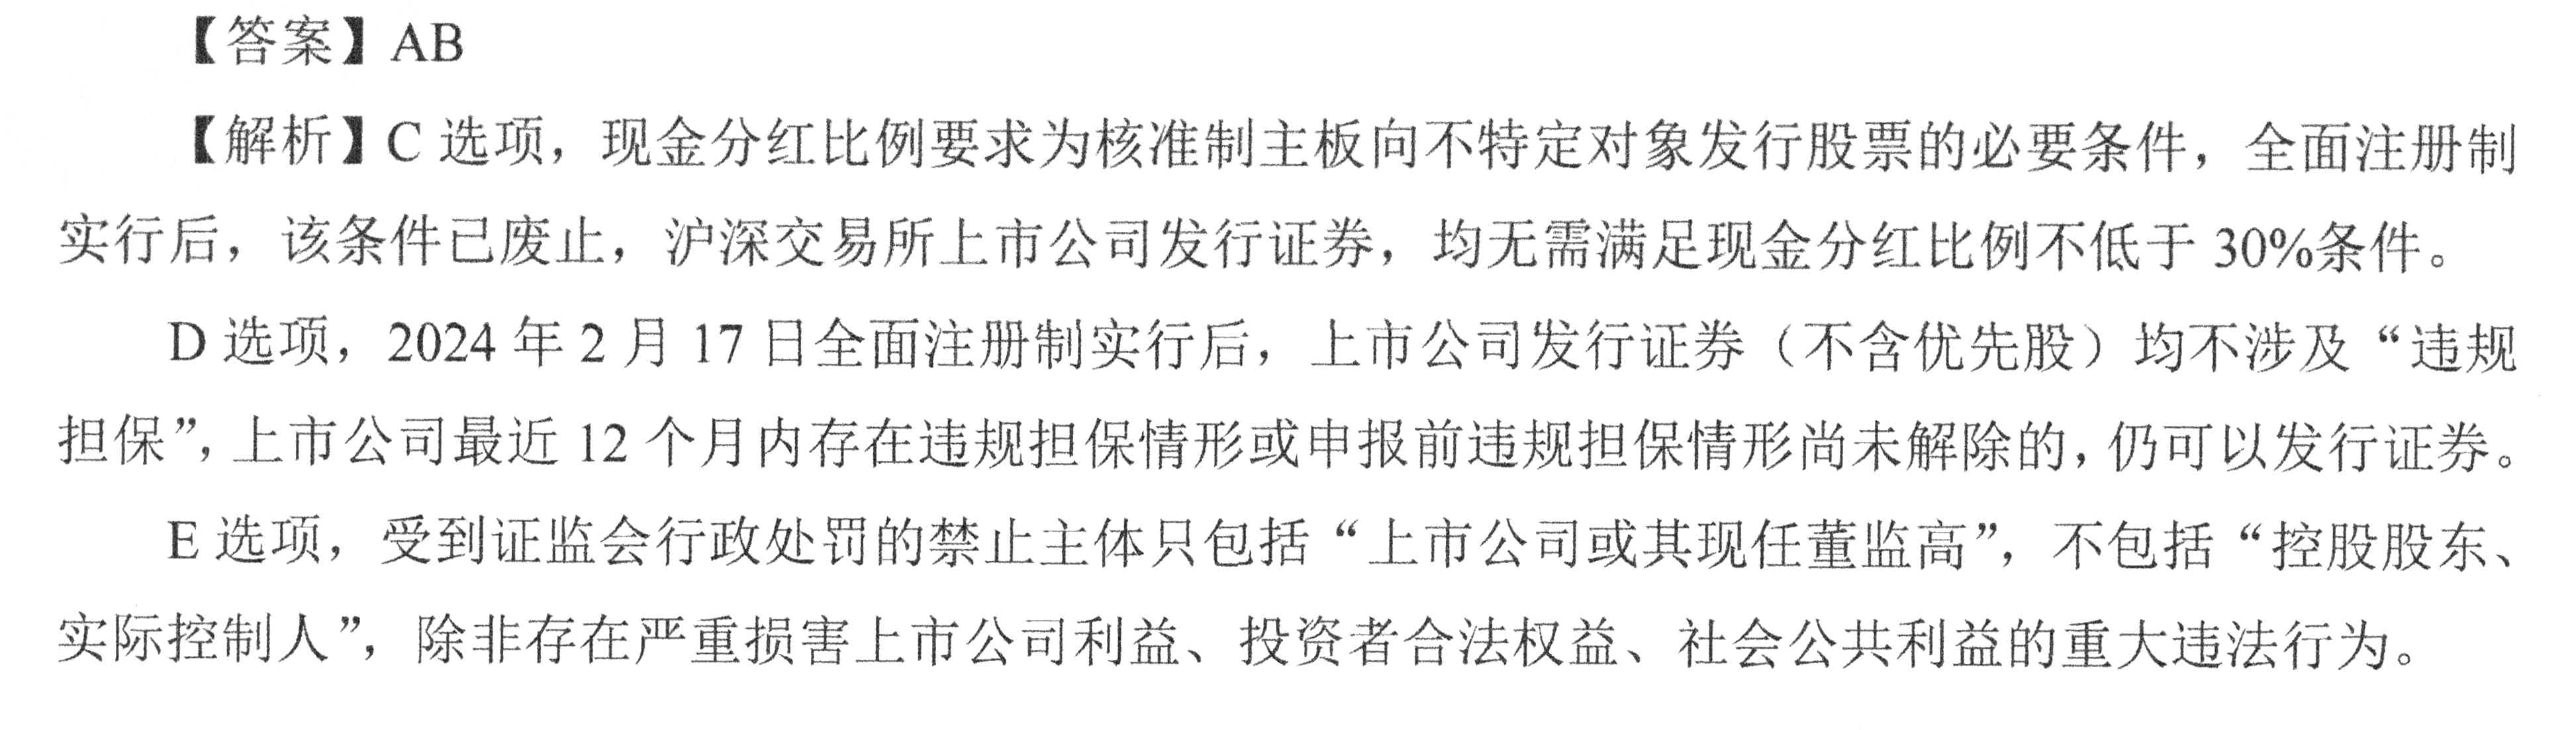 【答案】AB
【解析】C 选项，现金分红比例要求为核准制主板向不特定对象发行股票的必要条件，全面注册制
实行后，该条件已废止，沪深交易所上市公司发行证券，均无需满足现金分红比例不低于 30%条件。
D 选项，2024 年 2 月 17 日全面注册制实行后，上市公司发行证券（不含优先股）均不涉及“违规
担保”，上市公司最近 12 个月内存在违规担保情形或申报前违规担保情形尚未解除的，仍可以发行证券。
E 选项，受到证监会行政处罚的禁止主体只包括“上市公司或其现任董监高”，不包括“控股股东、
实际控制人”，除非存在严重损害上市公司利益、投资者合法权益、社会公共利益的重大违法行为。